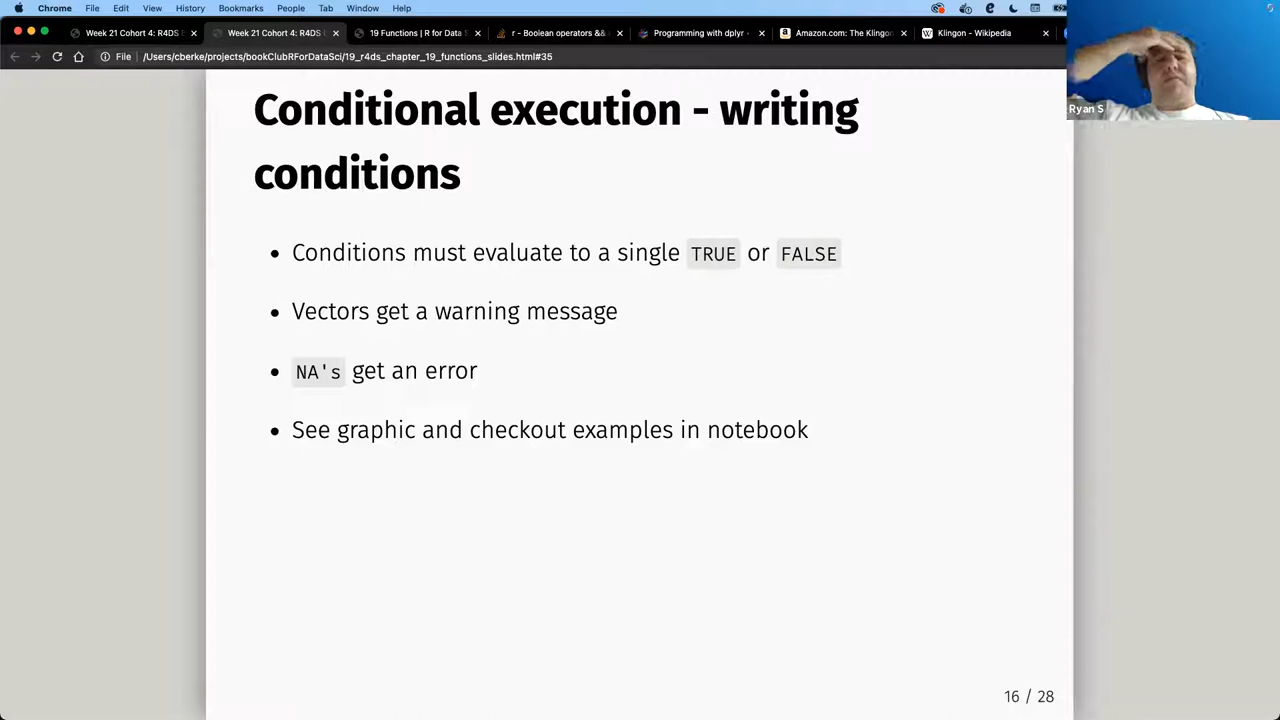 Chrome File Edit View History Bookmarks People Tab Window Help
Week 21 Cohort 4: R4DS Week 21 Cohort 4: R4DS 19 Functions | R for Data r - Boolean operators && Programming with dplyr Amazon.com: The Klingon Klingon - Wikipedia
File /Users/cberke/projects/bookClubRForDataSci/19_r4ds_chapter_19_functions_slides.html#35
Ryan S
Conditional execution - writing
conditions
Conditions must evaluate to a single TRUE or FALSE
Vectors get a warning message
NA's get an error
See graphic and checkout examples in notebook
16 / 28